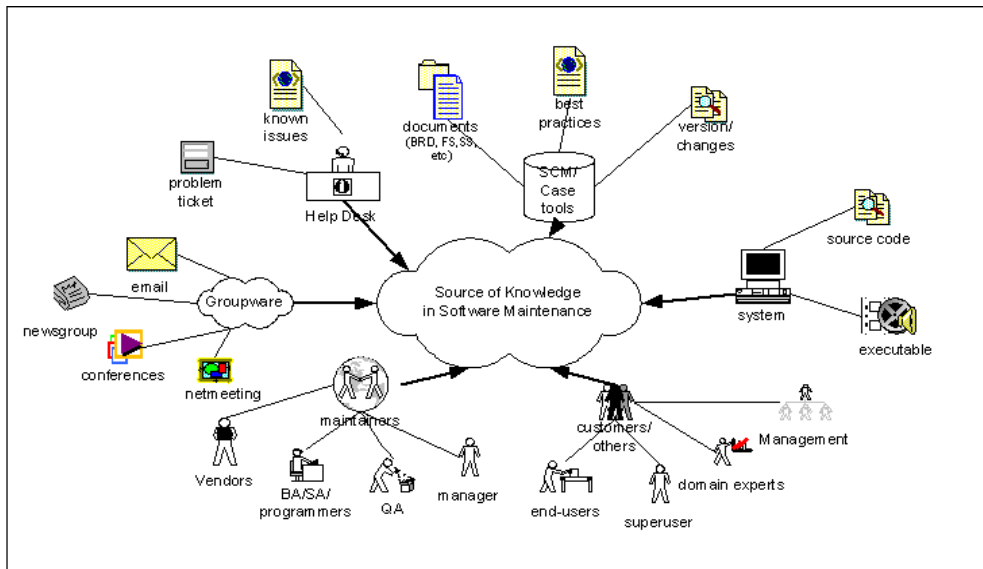 known
issues
documents
(BRD, FS,SS,
etc)
best
practices
version/
changes
problem
ticket
Help Desk
SCM/
Case
tools
source code
email
Groupware
Source of Knowledge
in Software Maintenance
system
newsgroup
conferences
netmeeting
executable
maintainers
customers/
others
Management
Vendors
BA/SA/
programmers
QA
manager
end-users
superuser
domain experts